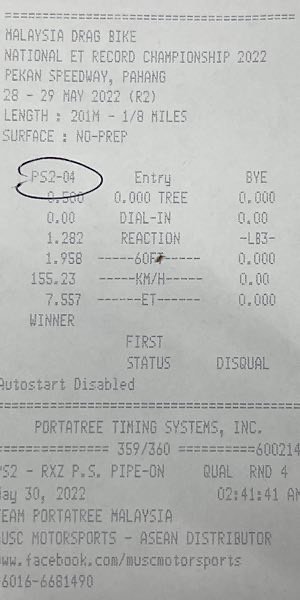 MALAYSIA DRAG BIKE
NATIONAL ET RECORD CHAMPIONSHIP 2022
PEKAN SPEEDWAY, PAHANG
28 - 29 MAY 2022 (R2)
LENGTH : 201M - 1/8 MILES
SURFACE : NO-PREP
PS2-04 Entry BYE
0.500 0.000 TREE 0.000
0.00 DIAL-IN 0.00
1.282 REACTION -LB3-
1.958 ------60FT------ 0.000
155.23 ------KM/H------ 0.00
7.557 -------ET------- 0.000
WINNER
FIRST
STATUS DISQUAL
Autostart Disabled
PORTATREE TIMING SYSTEMS, INC.
============= 359/360 ==========600214
PS2 - RXZ P.S. PIPE-ON QUAL RND 4
May 30, 2022 02:41:41 AM
TEAM PORTATREE MALAYSIA
MUSC MOTORSPORTS - ASEAN DISTRIBUTOR
www.facebook.com/muscmotorsports
6016-6681490